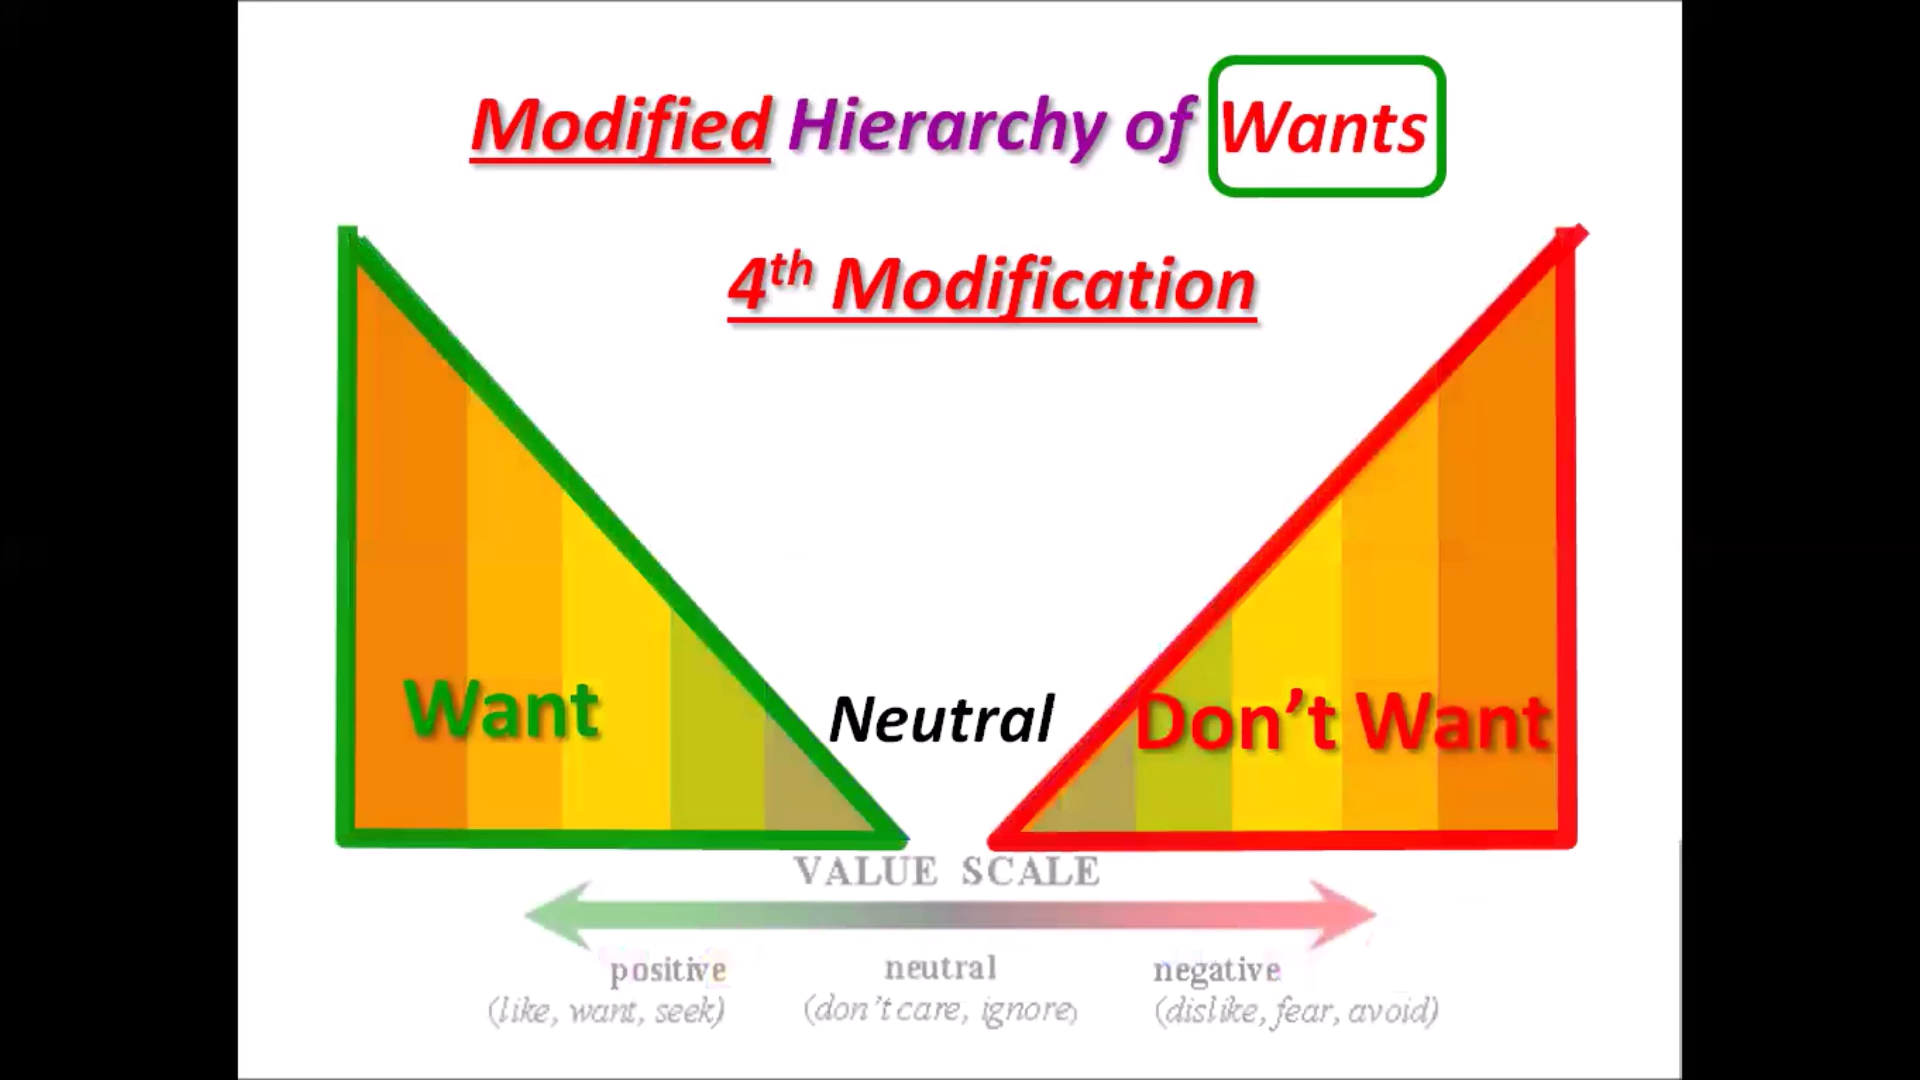 Modified Hierarchy of Wants
4th Modification
Want
Neutral
Don't Want
VALUE SCALE
positive neutral negative
(like, want, seek) (don't care, ignore) (dislike, fear, avoid)